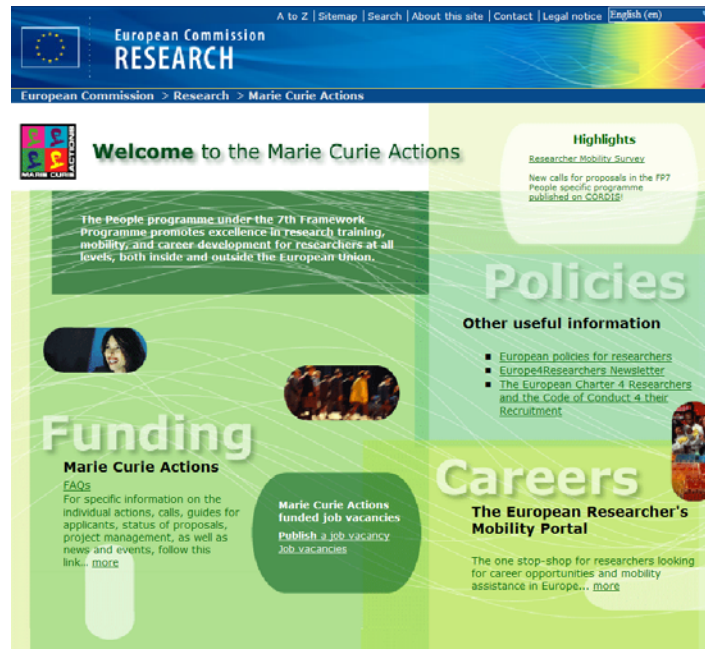 A to Z | Sitemap | Search | About this site | Contact | Legal notice English (en)
European Commission
RESEARCH
European Commission > Research > Marie Curie Actions
MARIE CURIE ACTIONS
Welcome to the Marie Curie Actions
Highlights
Researcher Mobility Survey
New calls for proposals in the FP7
People specific programme
published on CORDIS!
The People programme under the 7th Framework
Programme promotes excellence in research training,
mobility, and career development for researchers at all
levels, both inside and outside the European Union.
Policies
Other useful information
European policies for researchers
Europe4Researchers Newsletter
The European Charter 4 Researchers
and the Code of Conduct 4 their
Recruitment
Funding
Marie Curie Actions
FAQs
For specific information on the
individual actions, calls, guides for
applicants, status of proposals,
project management, as well as
news and events, follow this
link... more
Marie Curie Actions
funded job vacancies
Publish a job vacancy
Job vacancies
Careers
The European Researcher's
Mobility Portal
The one stop-shop for researchers looking
for career opportunities and mobility
assistance in Europe... more